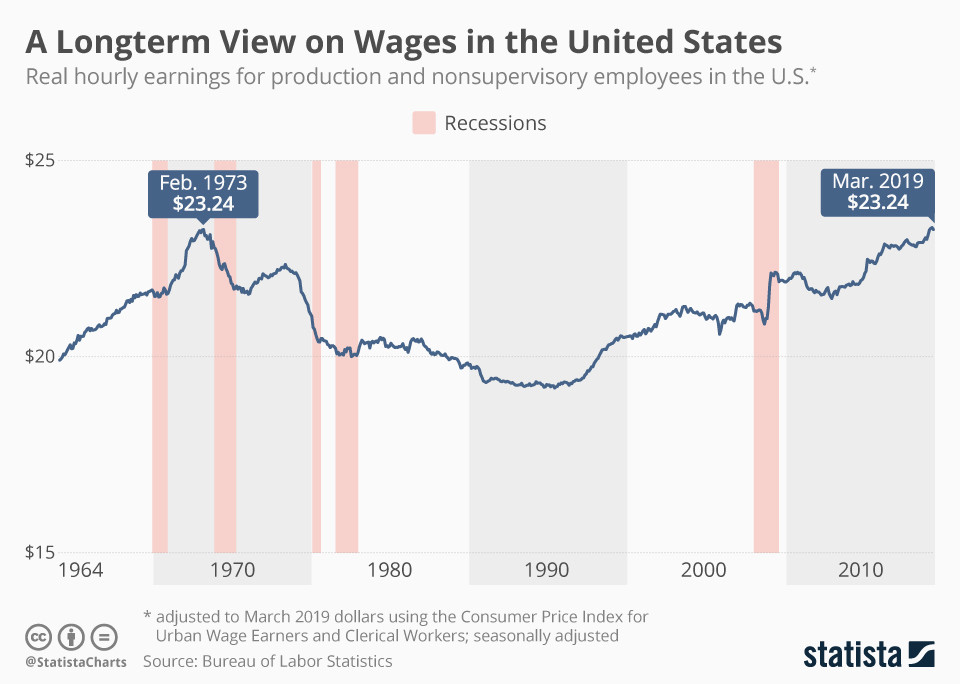 A Longterm View on Wages in the United States
Real hourly earnings for production and nonsupervisory employees in the U.S.*
Recessions
$25
Feb. 1973
$23.24
Mar. 2019
$23.24
$20
$15
1964 1970 1980 1990 2000 2010
* adjusted to March 2019 dollars using the Consumer Price Index for
Urban Wage Earners and Clerical Workers; seasonally adjusted
cc
@StatistaCharts
Source: Bureau of Labor Statistics
statista